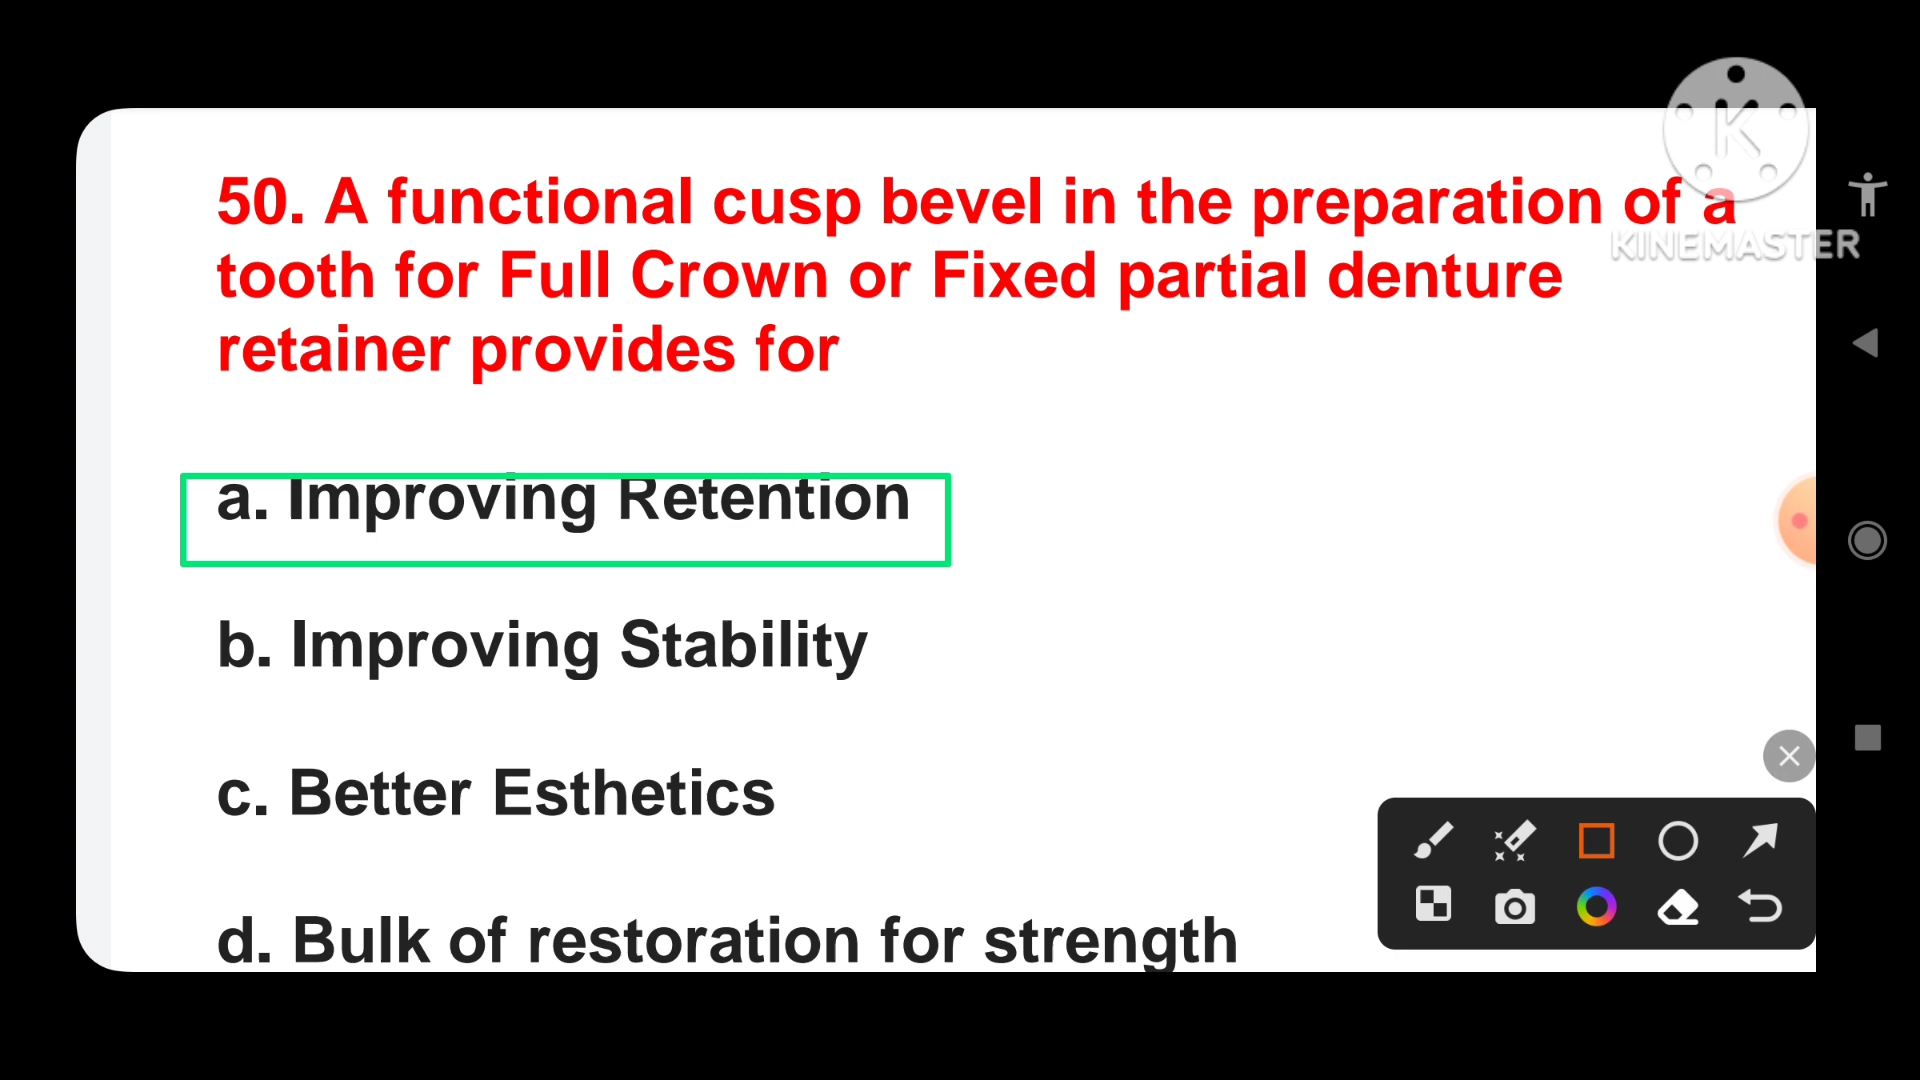 50. A functional cusp bevel in the preparation of a
tooth for Full Crown or Fixed partial denture
retainer provides for
a. Improving Retention
b. Improving Stability
c. Better Esthetics
d. Bulk of restoration for strength
K
KINEMASTER